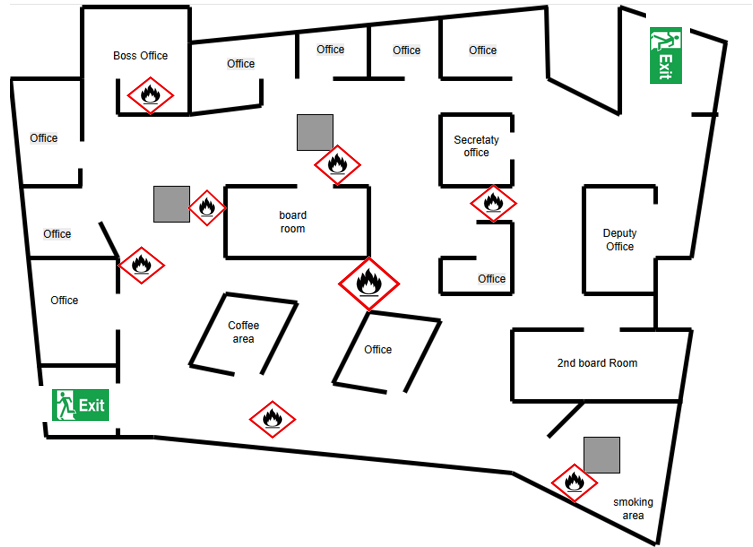 Boss Office
Office
Office
Office
Office
Exit
Office
Secretaty
office
board
room
Office
Deputy
Office
Office
Office
Coffee
area
Office
2nd board Room
Exit
smoking
area